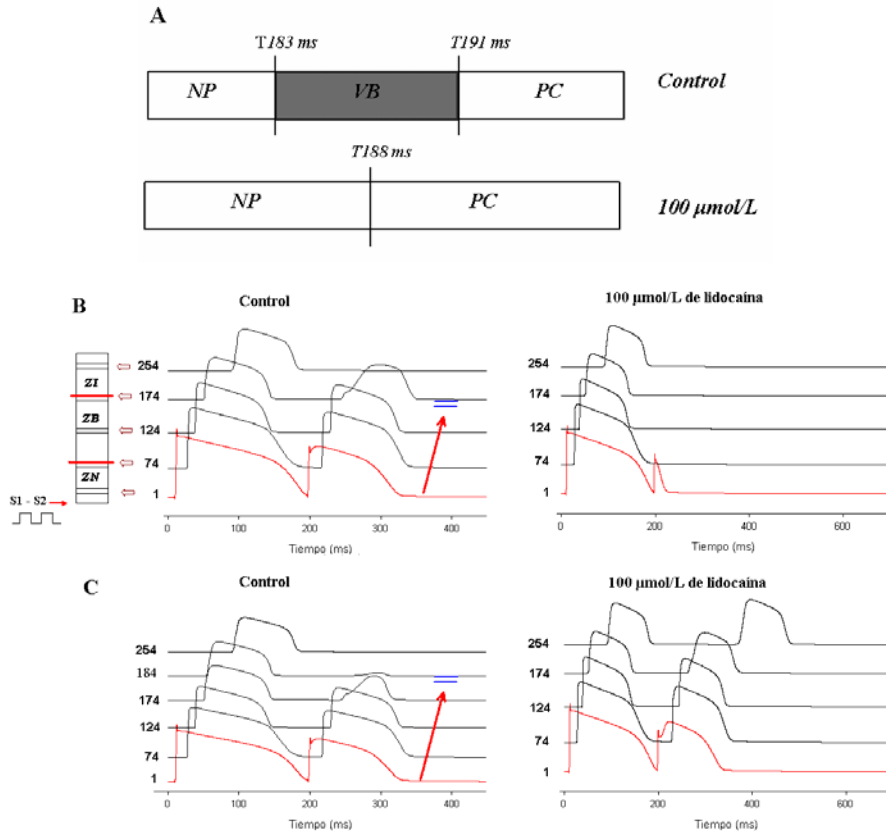 A
T183 ms T191 ms
NP VB PC Control
T188 ms
NP PC 100 µmol/L
B
Control 100 µmol/L de lidocaína
ZI
ZB
ZN
S1 - S2
254
174
124
74
1
0 100 200 300 400
Tiempo (ms)
254
174
124
74
1
0 200 400 600
Tiempo (ms)
C
Control 100 µmol/L de lidocaína
254
184
174
124
74
1
0 100 200 300 400
Tiempo (ms)
254
174
124
74
1
0 200 400 600
Tiempo (ms)